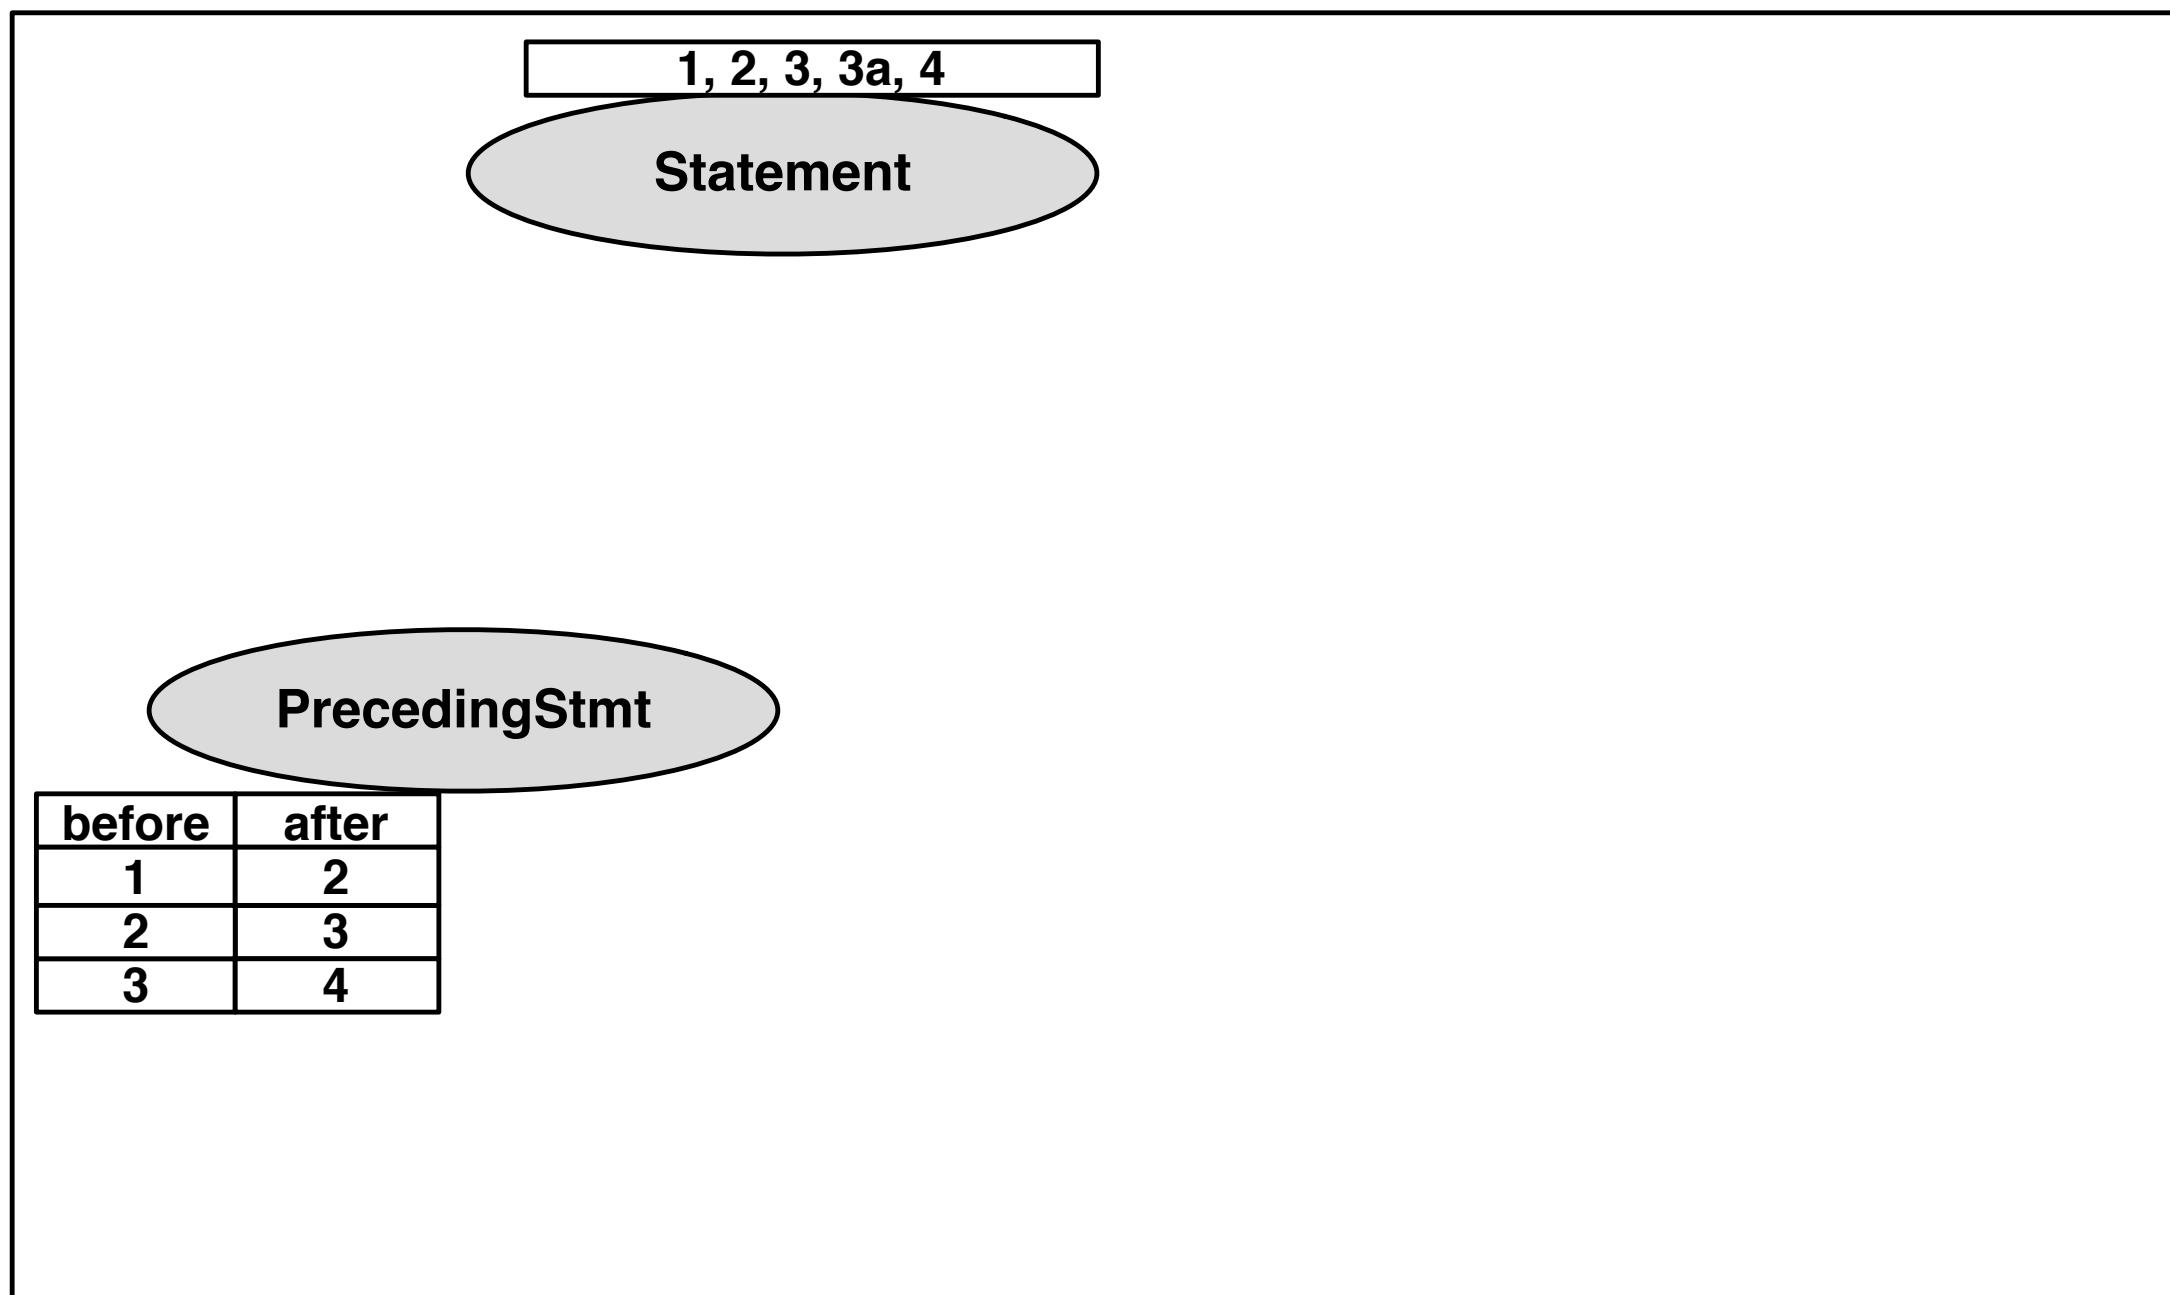 1, 2, 3, 3a, 4
Statement
PrecedingStmt
before after
1 2
2 3
3 4